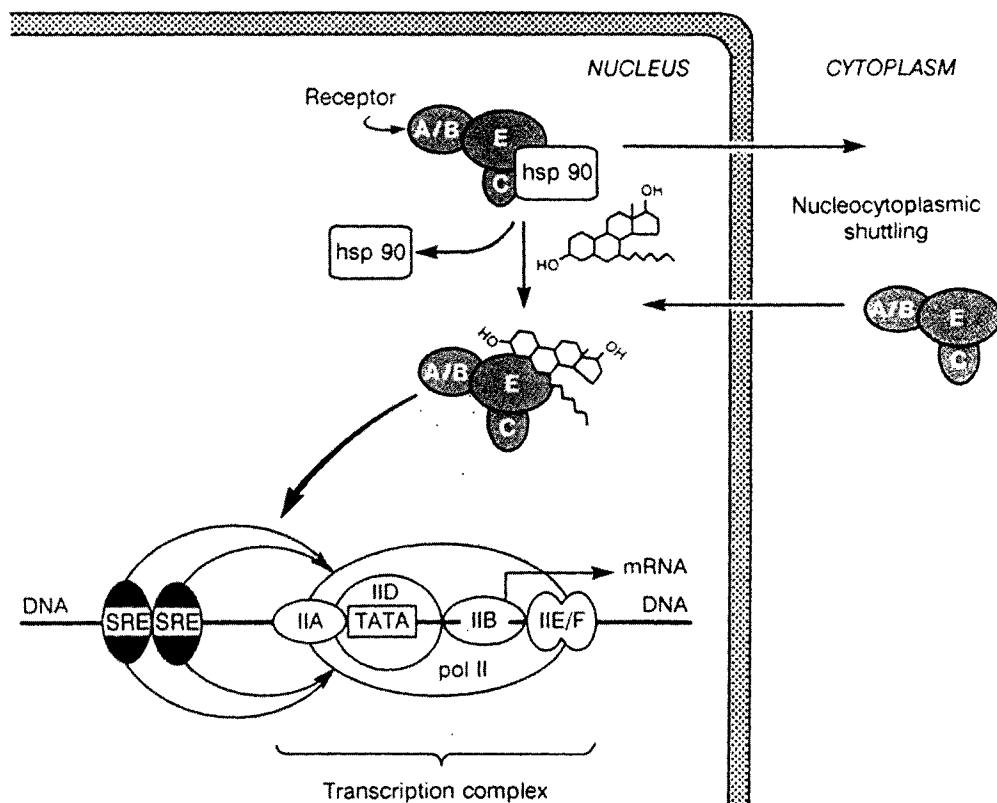 NUCLEUS
CYTOPLASM
Receptor
A/B
E
C
hsp 90
OH
HO
hsp 90
Nucleocytoplasmic
shuttling
A/B
E
C
HO
OH
A/B
E
C
mRNA
DNA
SRE
SRE
IIA
IID
TATA
IIB
IIE/F
DNA
pol II
Transcription complex